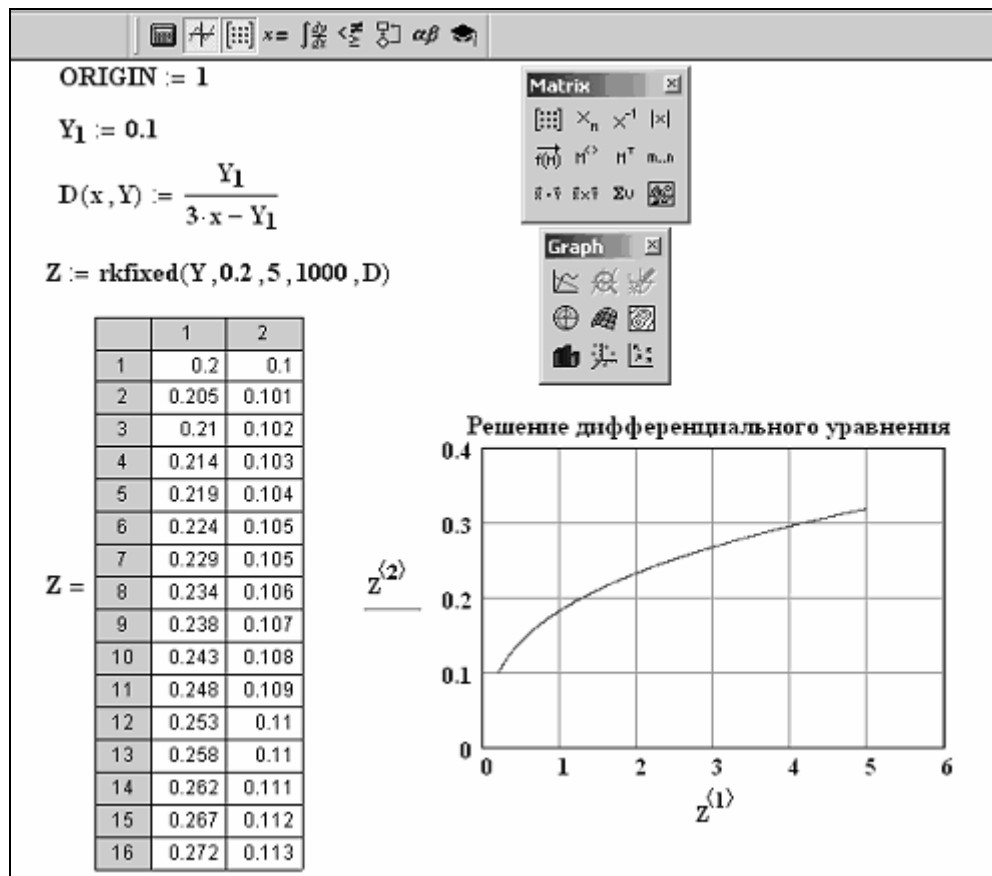 x= αβ
ORIGIN := 1
Y1 := 0.1
D(x,Y) := Y1 / (3·x − Y1)
Z := rkfixed(Y,0.2,5,1000,D)
Matrix
Xn X-1 |x|
f(M) M<> MT m..n
ΣU
Graph
Z =
1 2
1 0.2 0.1
2 0.205 0.101
3 0.21 0.102
4 0.214 0.103
5 0.219 0.104
6 0.224 0.105
7 0.229 0.105
8 0.234 0.106
9 0.238 0.107
10 0.243 0.108
11 0.248 0.109
12 0.253 0.11
13 0.258 0.11
14 0.262 0.111
15 0.267 0.112
16 0.272 0.113
Решение дифференциального уравнения
0.4
0.3
0.2
0.1
0
Z⟨2⟩
0 1 2 3 4 5 6
Z⟨1⟩